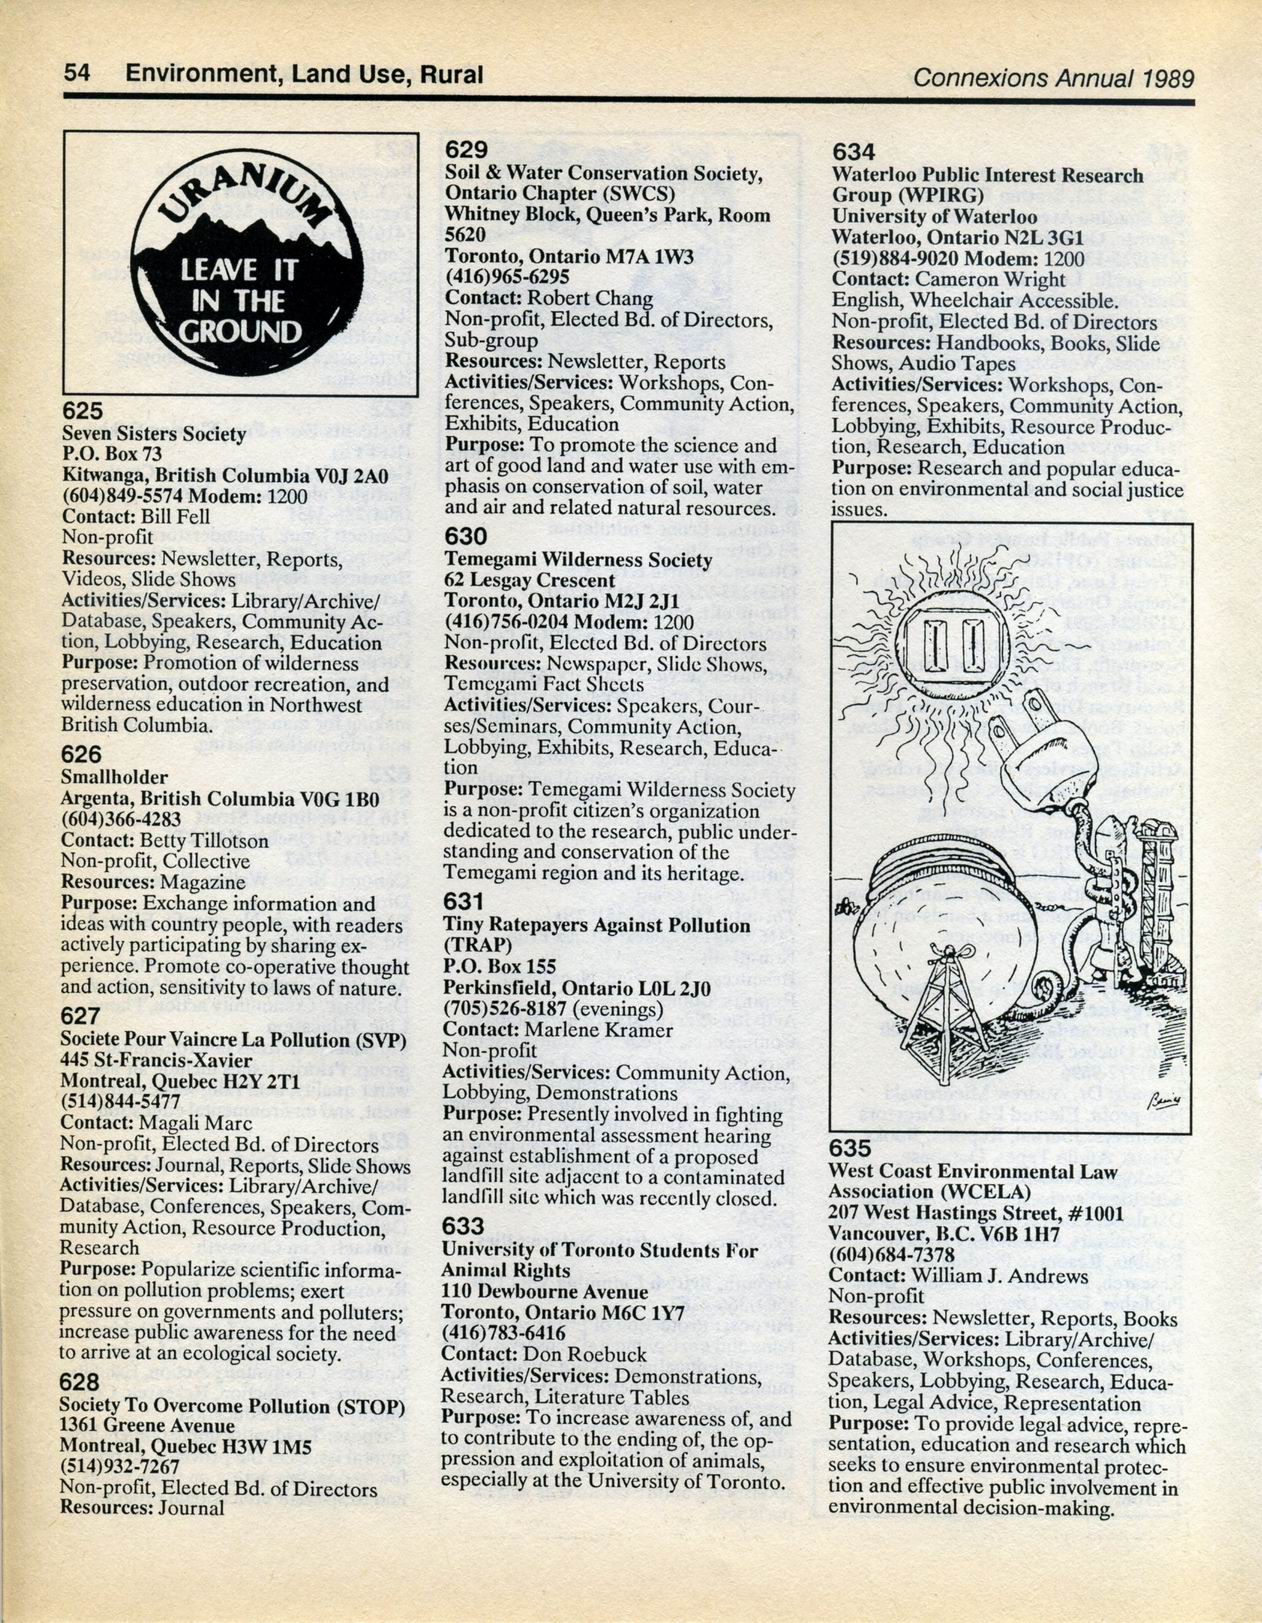 54 Environment, Land Use, Rural
Connexions Annual 1989
URANIUM
LEAVE IT
IN THE
GROUND
625
Seven Sisters Society
P.O. Box 73
Kitwanga, British Columbia V0J 2A0
(604)849-5574 Modem: 1200
Contact: Bill Fell
Non-profit
Resources: Newsletter, Reports,
Videos, Slide Shows
Activities/Services: Library/Archive/
Database, Speakers, Community Ac-
tion, Lobbying, Research, Education
Purpose: Promotion of wilderness
preservation, outdoor recreation, and
wilderness education in Northwest
British Columbia.
626
Smallholder
Argenta, British Columbia V0G 1B0
(604)366-4283
Contact: Betty Tillotson
Non-profit, Collective
Resources: Magazine
Purpose: Exchange information and
ideas with country people, with readers
actively participating by sharing ex-
perience. Promote co-operative thought
and action, sensitivity to laws of nature.
627
Societe Pour Vaincre La Pollution (SVP)
445 St-Francis-Xavier
Montreal, Quebec H2Y 2T1
(514)844-5477
Contact: Magali Marc
Non-profit, Elected Bd. of Directors
Resources: Journal, Reports, Slide Shows
Activities/Services: Library/Archive/
Database, Conferences, Speakers, Com-
munity Action, Resource Production,
Research
Purpose: Popularize scientific informa-
tion on pollution problems; exert
pressure on governments and polluters;
increase public awareness for the need
to arrive at an ecological society.
628
Society To Overcome Pollution (STOP)
1361 Greene Avenue
Montreal, Quebec H3W 1M5
(514)932-7267
Non-profit, Elected Bd. of Directors
Resources: Journal
629
Soil & Water Conservation Society,
Ontario Chapter (SWCS)
Whitney Block, Queen's Park, Room
5620
Toronto, Ontario M7A 1W3
(416)965-6295
Contact: Robert Chang
Non-profit, Elected Bd. of Directors,
Sub-group
Resources: Newsletter, Reports
Activities/Services: Workshops, Con-
ferences, Speakers, Community Action,
Exhibits, Education
Purpose: To promote the science and
art of good land and water use with em-
phasis on conservation of soil, water
and air and related natural resources.
630
Temegami Wilderness Society
62 Lesgay Crescent
Toronto, Ontario M2J 2J1
(416)756-0204 Modem: 1200
Non-profit, Elected Bd. of Directors
Resources: Newspaper, Slide Shows,
Temegami Fact Sheets
Activities/Services: Speakers, Cour-
ses/Seminars, Community Action,
Lobbying, Exhibits, Research, Educa-
tion
Purpose: Temegami Wilderness Society
is a non-profit citizen's organization
dedicated to the research, public under-
standing and conservation of the
Temegami region and its heritage.
631
Tiny Ratepayers Against Pollution
(TRAP)
P.O. Box 155
Perkinsfield, Ontario L0L 2J0
(705)526-8187 (evenings)
Contact: Marlene Kramer
Non-profit
Activities/Services: Community Action,
Lobbying, Demonstrations
Purpose: Presently involved in fighting
an environmental assessment hearing
against establishment of a proposed
landfill site adjacent to a contaminated
landfill site which was recently closed.
633
University of Toronto Students For
Animal Rights
110 Dewbourne Avenue
Toronto, Ontario M6C 1Y7
(416)783-6416
Contact: Don Roebuck
Activities/Services: Demonstrations,
Research, Literature Tables
Purpose: To increase awareness of, and
to contribute to the ending of, the op-
pression and exploitation of animals,
especially at the University of Toronto.
634
Waterloo Public Interest Research
Group (WPIRG)
University of Waterloo
Waterloo, Ontario N2L 3G1
(519)884-9020 Modem: 1200
Contact: Cameron Wright
English, Wheelchair Accessible.
Non-profit, Elected Bd. of Directors
Resources: Handbooks, Books, Slide
Shows, Audio Tapes
Activities/Services: Workshops, Con-
ferences, Speakers, Community Action,
Lobbying, Exhibits, Resource Produc-
tion, Research, Education
Purpose: Research and popular educa-
tion on environmental and social justice
issues.
635
West Coast Environmental Law
Association (WCELA)
207 West Hastings Street, #1001
Vancouver, B.C. V6B 1H7
(604)684-7378
Contact: William J. Andrews
Non-profit
Resources: Newsletter, Reports, Books
Activities/Services: Library/Archive/
Database, Workshops, Conferences,
Speakers, Lobbying, Research, Educa-
tion, Legal Advice, Representation
Purpose: To provide legal advice, repre-
sentation, education and research which
seeks to ensure environmental protec-
tion and effective public involvement in
environmental decision-making.